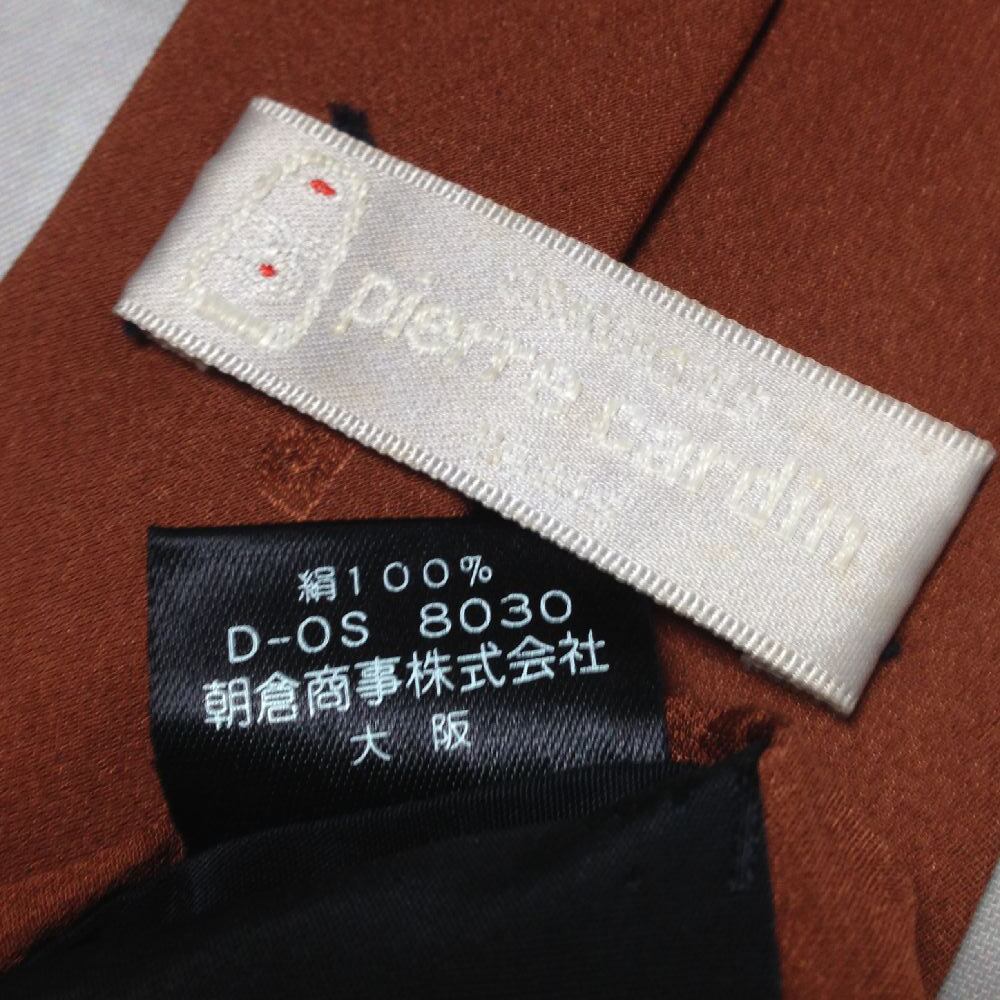 pierre cardin
絹100%
D-OS 8030
朝倉商事株式会社
大阪